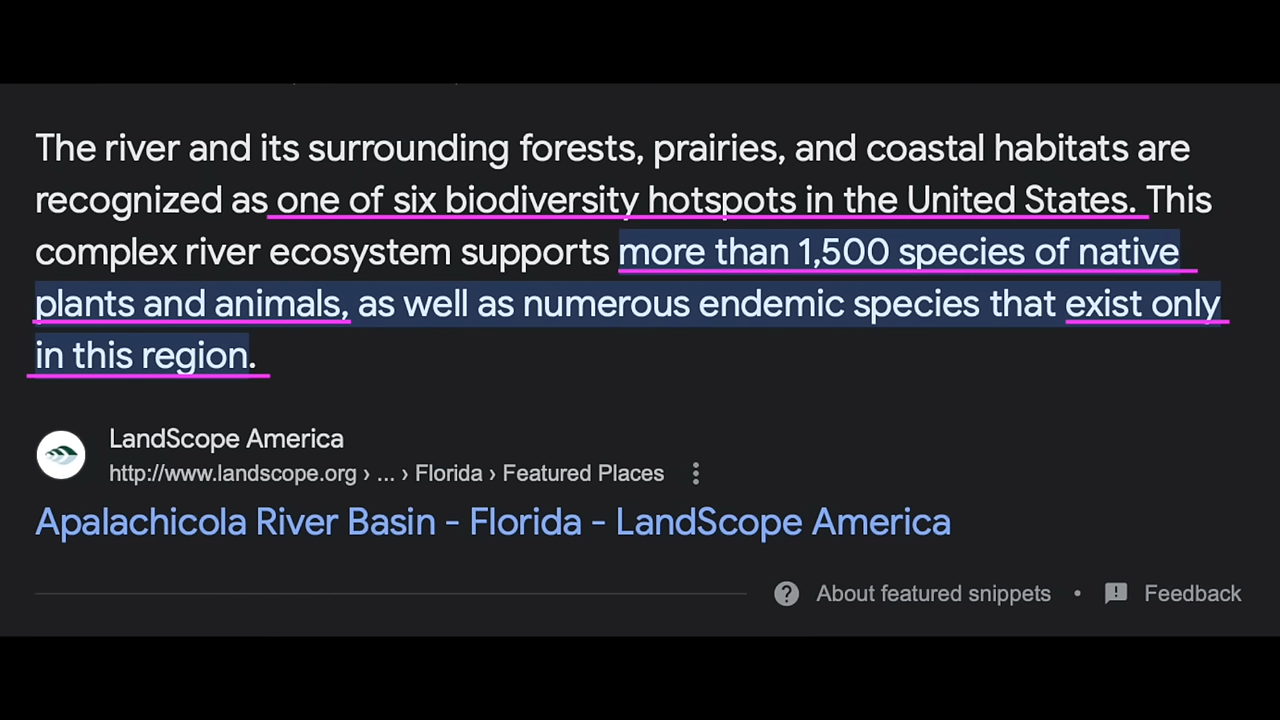 The river and its surrounding forests, prairies, and coastal habitats are
recognized as one of six biodiversity hotspots in the United States. This
complex river ecosystem supports more than 1,500 species of native
plants and animals, as well as numerous endemic species that exist only
in this region.
LandScope America
http://www.landscope.org › ... › Florida › Featured Places
Apalachicola River Basin - Florida - LandScope America
About featured snippets • Feedback